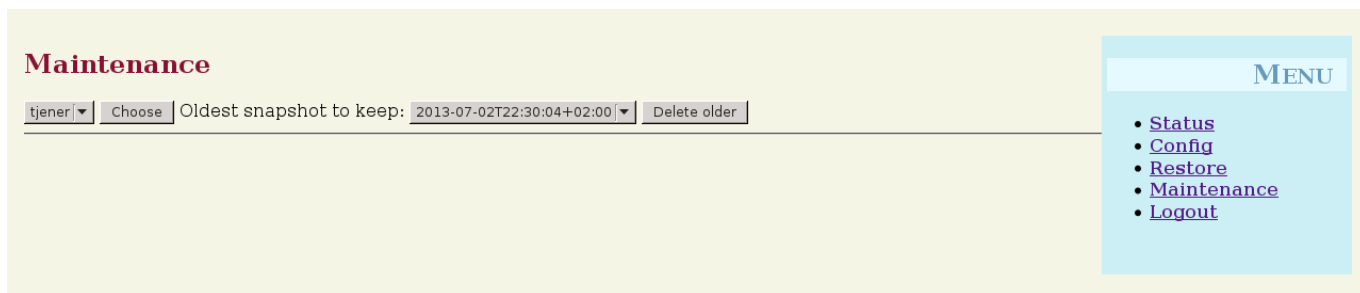 Maintenance
tjener Choose Oldest snapshot to keep: 2013-07-02T22:30:04+02:00 Delete older
MENU
Status
Config
Restore
Maintenance
Logout